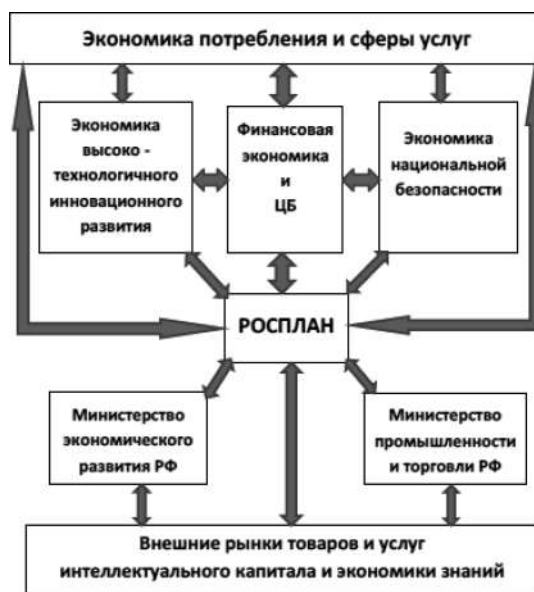 Экономика потребления и сферы услуг
Экономика
высоко -
технологичного
инновационного
развития
Финансовая
экономика
и
ЦБ
Экономика
национальной
безопасности
РОСПЛАН
Министерство
экономического
развития РФ
Министерство
промышленности
и торговли РФ
Внешние рынки товаров и услуг
интеллектуального капитала и экономики знаний